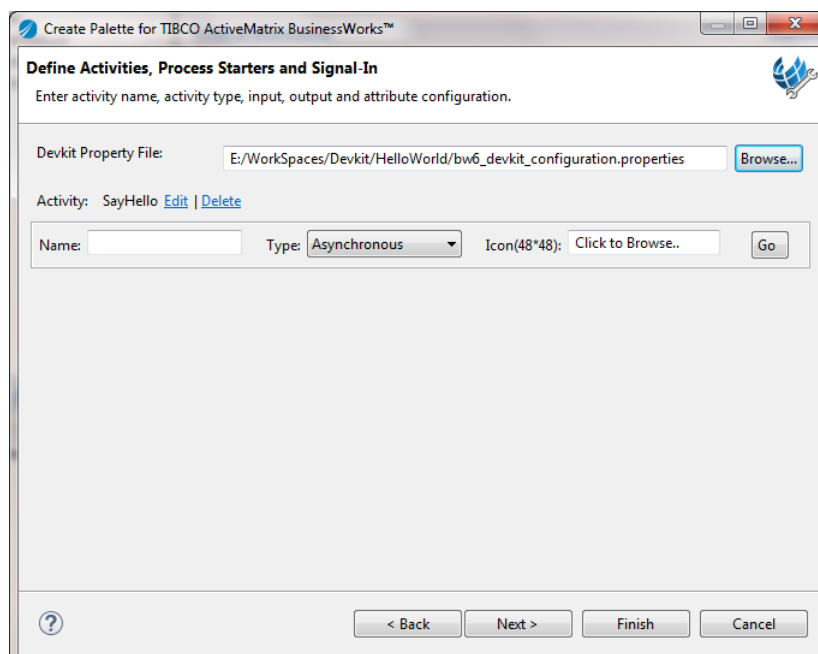 Create Palette for TIBCO ActiveMatrix BusinessWorks™
Define Activities, Process Starters and Signal-In
Enter activity name, activity type, input, output and attribute configuration.
Devkit Property File: E:/WorkSpaces/Devkit/HelloWorld/bw6_devkit_configuration.properties Browse...
Activity: SayHello Edit | Delete
Name: Type: Asynchronous Icon(48*48): Click to Browse.. Go
? < Back Next > Finish Cancel